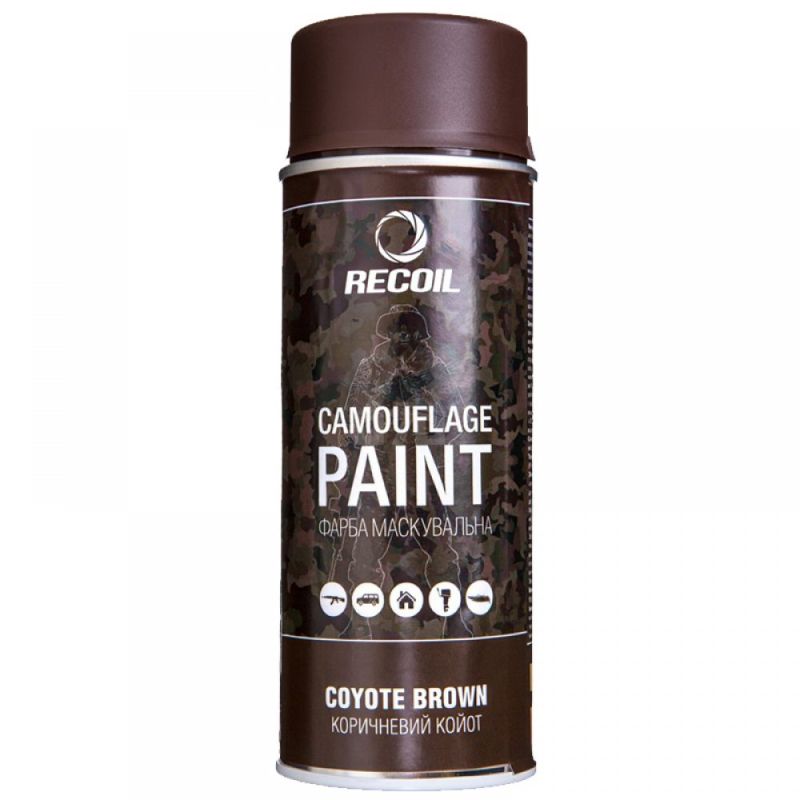 RECOIL
CAMOUFLAGE
PAINT
ФАРБА МАСКУВАЛЬНА
COYOTE BROWN
КОРИЧНЕВИЙ КОЙОТ